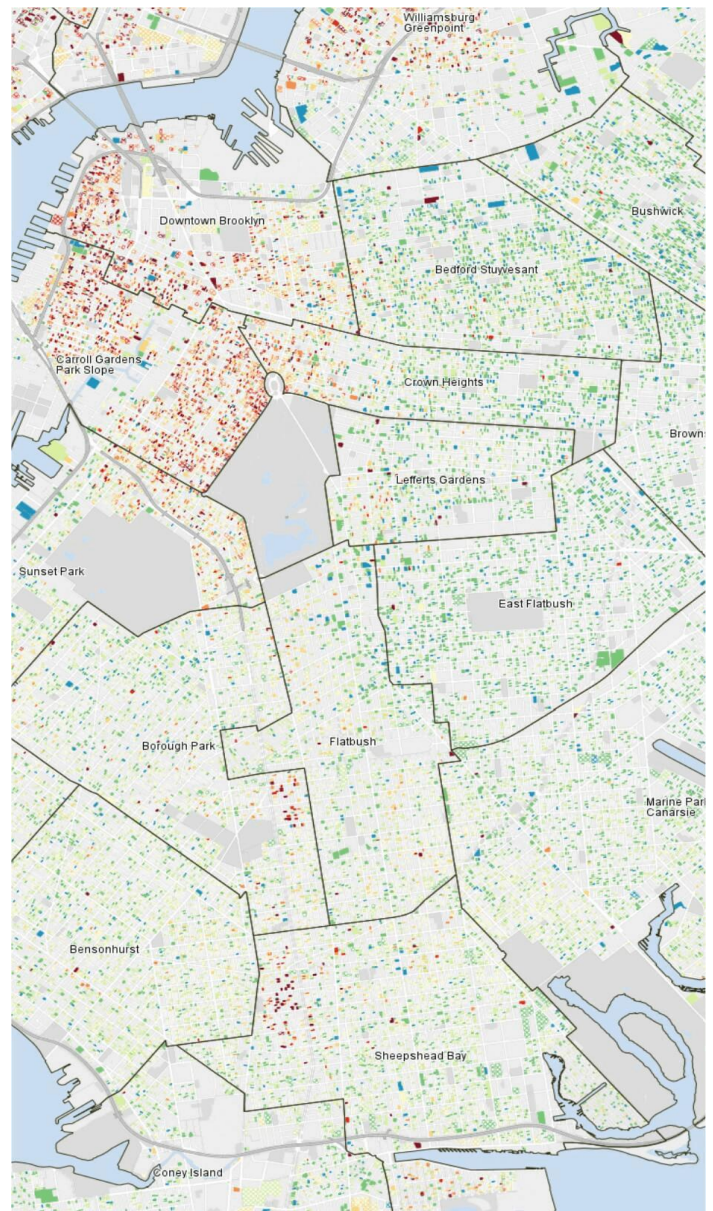 Williamsburg
Greenpoint
Bushwick
Downtown Brooklyn
Bedford Stuyvesant
Carroll Gardens
Park Slope
Crown Heights
Browns
Lefferts Gardens
Sunset Park
East Flatbush
Borough Park
Flatbush
Marine Par
Canarsie
Bensonhurst
Sheepshead Bay
Coney Island